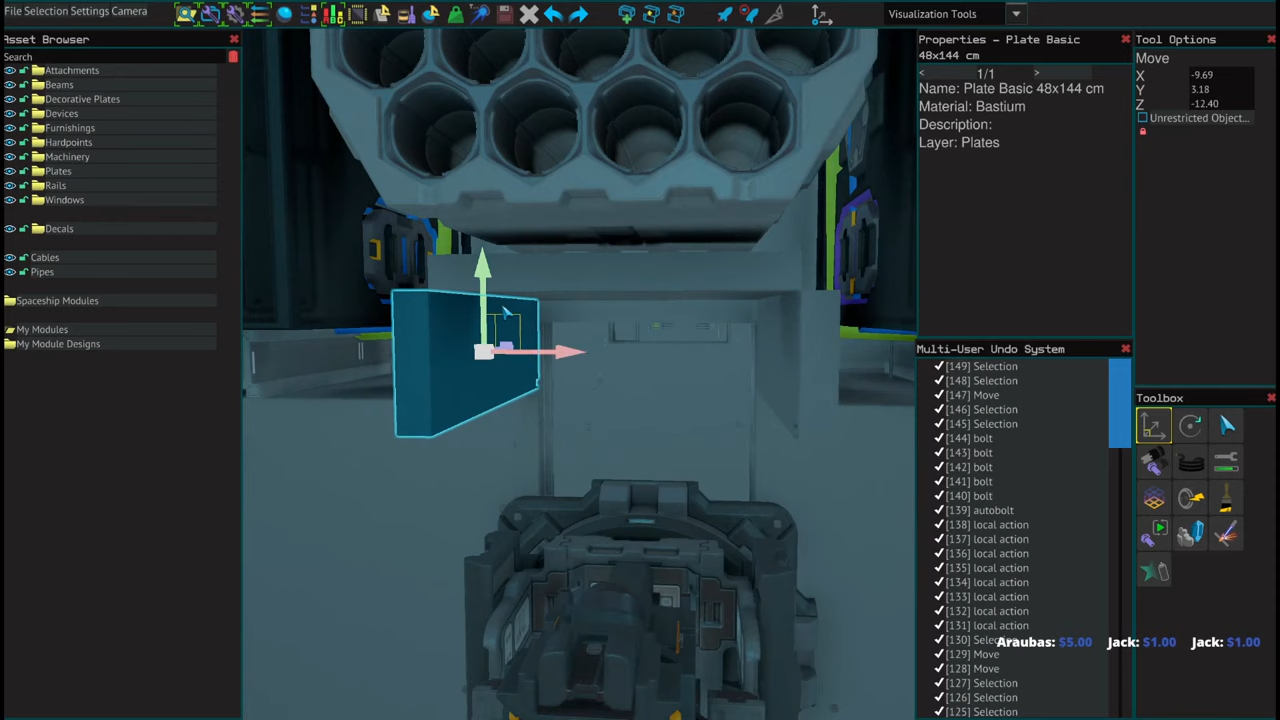 File Selection Settings Camera
Visualization Tools
Asset Browser
Search
Attachments
Beams
Decorative Plates
Devices
Furnishings
Hardpoints
Machinery
Plates
Rails
Windows
Decals
Cables
Pipes
Spaceship Modules
My Modules
My Module Designs
Properties - Plate Basic
48x144 cm
< 1/1 >
Name: Plate Basic 48x144 cm
Material: Bastium
Description:
Layer: Plates
Multi-User Undo System
[149] Selection
[148] Selection
[147] Move
[146] Selection
[145] Selection
[144] bolt
[143] bolt
[142] bolt
[141] bolt
[140] bolt
[139] autobolt
[138] local action
[137] local action
[136] local action
[135] local action
[134] local action
[133] local action
[132] local action
[131] local action
[130] Selection
[129] Move
[128] Move
[127] Selection
[126] Selection
[125] Selection
Tool Options
Move
X -9.69
Y 3.18
Z -12.40
Unrestricted Object...
Toolbox
Araubas: $5.00 Jack: $1.00 Jack: $1.00